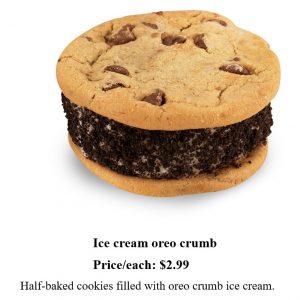 Ice cream oreo crumb
Price/each: $2.99
Half-baked cookies filled with oreo crumb ice cream.